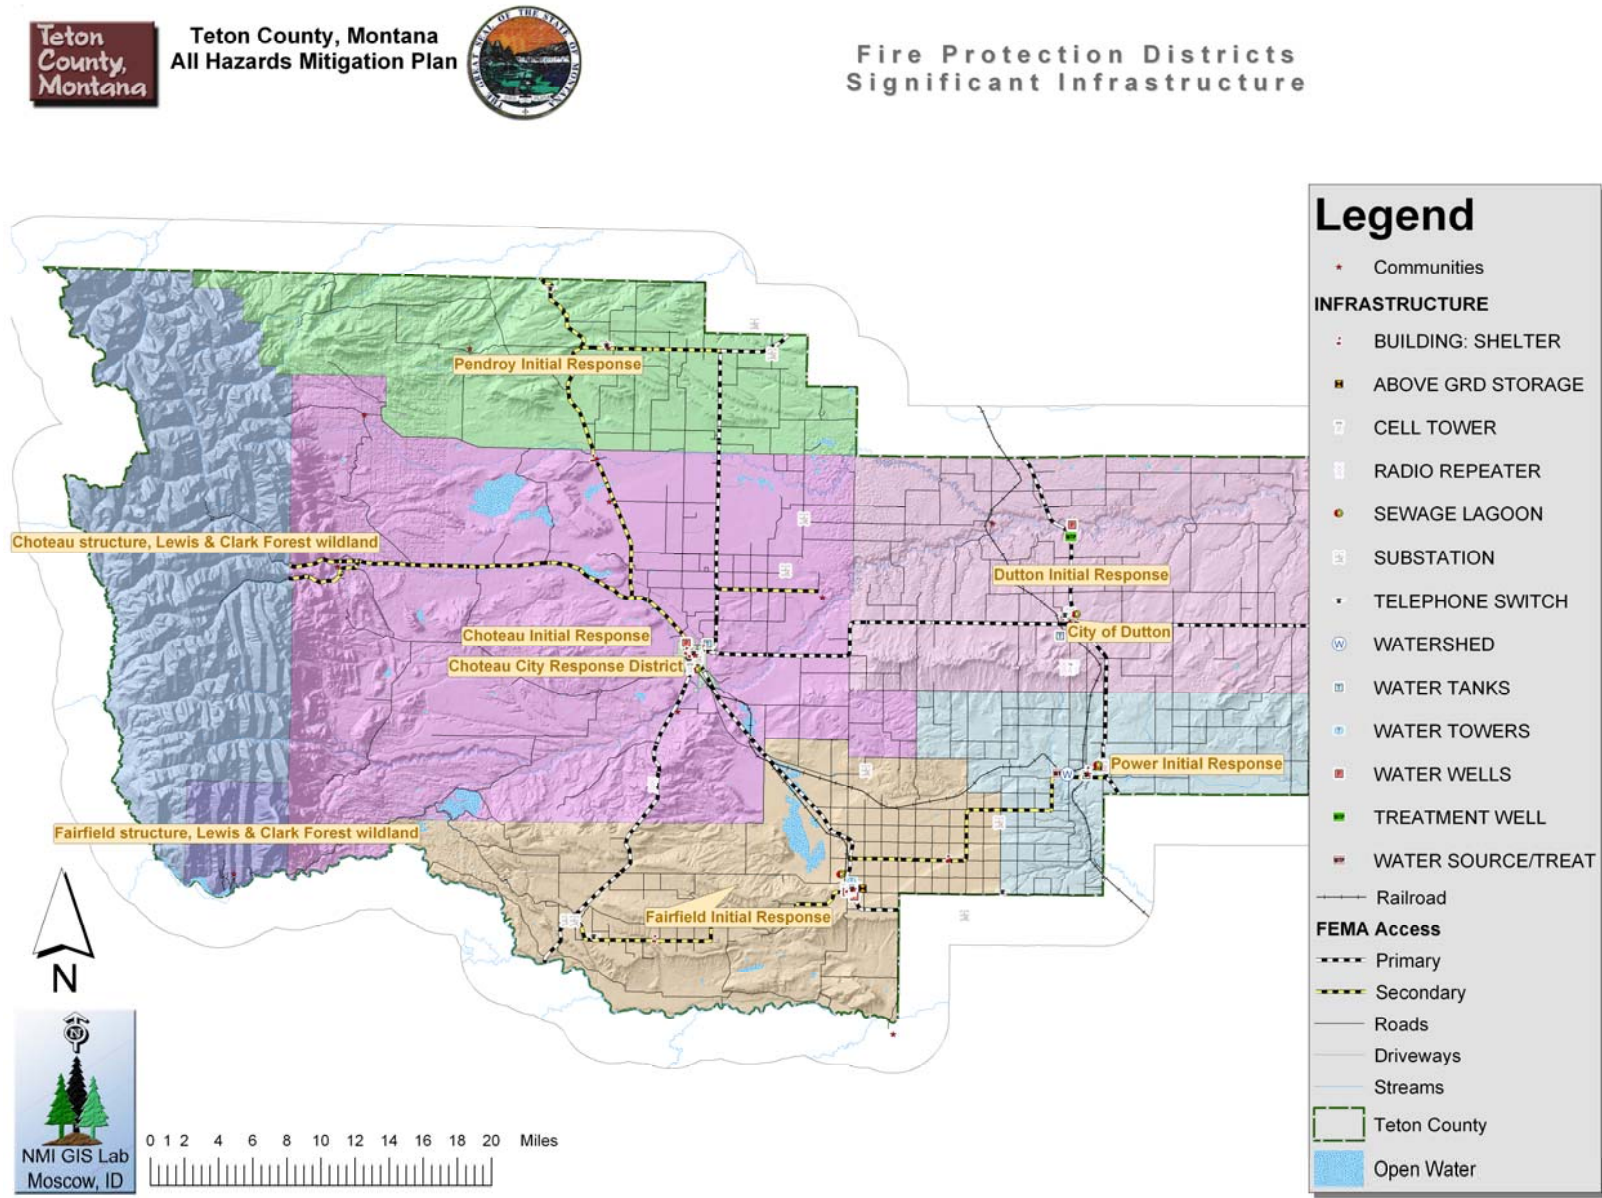 Teton
County,
Montana
Teton County, Montana
All Hazards Mitigation Plan
Fire Protection Districts
Significant Infrastructure
Pendroy Initial Response
Choteau structure, Lewis & Clark Forest wildland
Dutton Initial Response
City of Dutton
Choteau Initial Response
Choteau City Response District
Power Initial Response
Fairfield structure, Lewis & Clark Forest wildland
Fairfield Initial Response
N
NMI GIS Lab
Moscow, ID
0 1 2 4 6 8 10 12 14 16 18 20 Miles
Legend
Communities
INFRASTRUCTURE
BUILDING: SHELTER
ABOVE GRD STORAGE
CELL TOWER
RADIO REPEATER
SEWAGE LAGOON
SUBSTATION
TELEPHONE SWITCH
W WATERSHED
WATER TANKS
WATER TOWERS
WATER WELLS
TREATMENT WELL
WATER SOURCE/TREAT
Railroad
FEMA Access
Primary
Secondary
Roads
Driveways
Streams
Teton County
Open Water